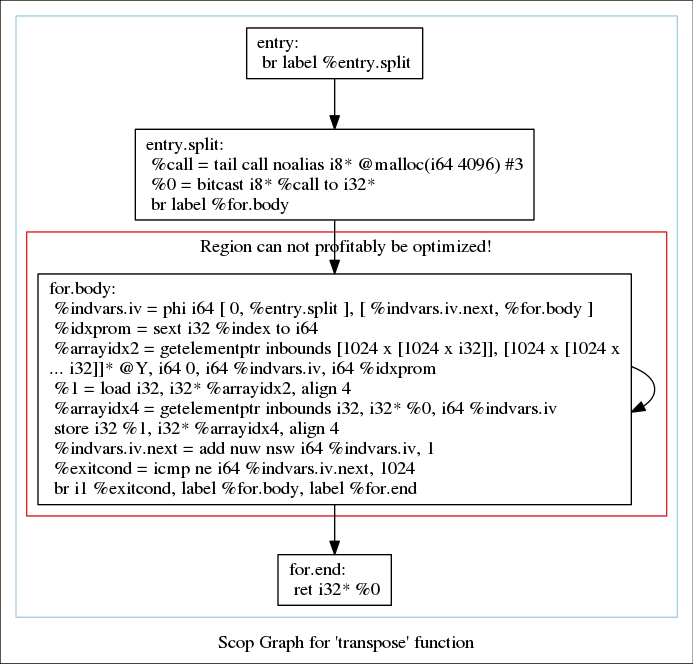 entry:
br label %entry.split
entry.split:
%call = tail call noalias i8* @malloc(i64 4096) #3
%0 = bitcast i8* %call to i32*
br label %for.body
Region can not profitably be optimized!
for.body:
%indvars.iv = phi i64 [ 0, %entry.split ], [ %indvars.iv.next, %for.body ]
%idxprom = sext i32 %index to i64
%arrayidx2 = getelementptr inbounds [1024 x [1024 x i32]], [1024 x [1024 x
... i32]]* @Y, i64 0, i64 %indvars.iv, i64 %idxprom
%1 = load i32, i32* %arrayidx2, align 4
%arrayidx4 = getelementptr inbounds i32, i32* %0, i64 %indvars.iv
store i32 %1, i32* %arrayidx4, align 4
%indvars.iv.next = add nuw nsw i64 %indvars.iv, 1
%exitcond = icmp ne i64 %indvars.iv.next, 1024
br i1 %exitcond, label %for.body, label %for.end
for.end:
ret i32* %0
Scop Graph for 'transpose' function